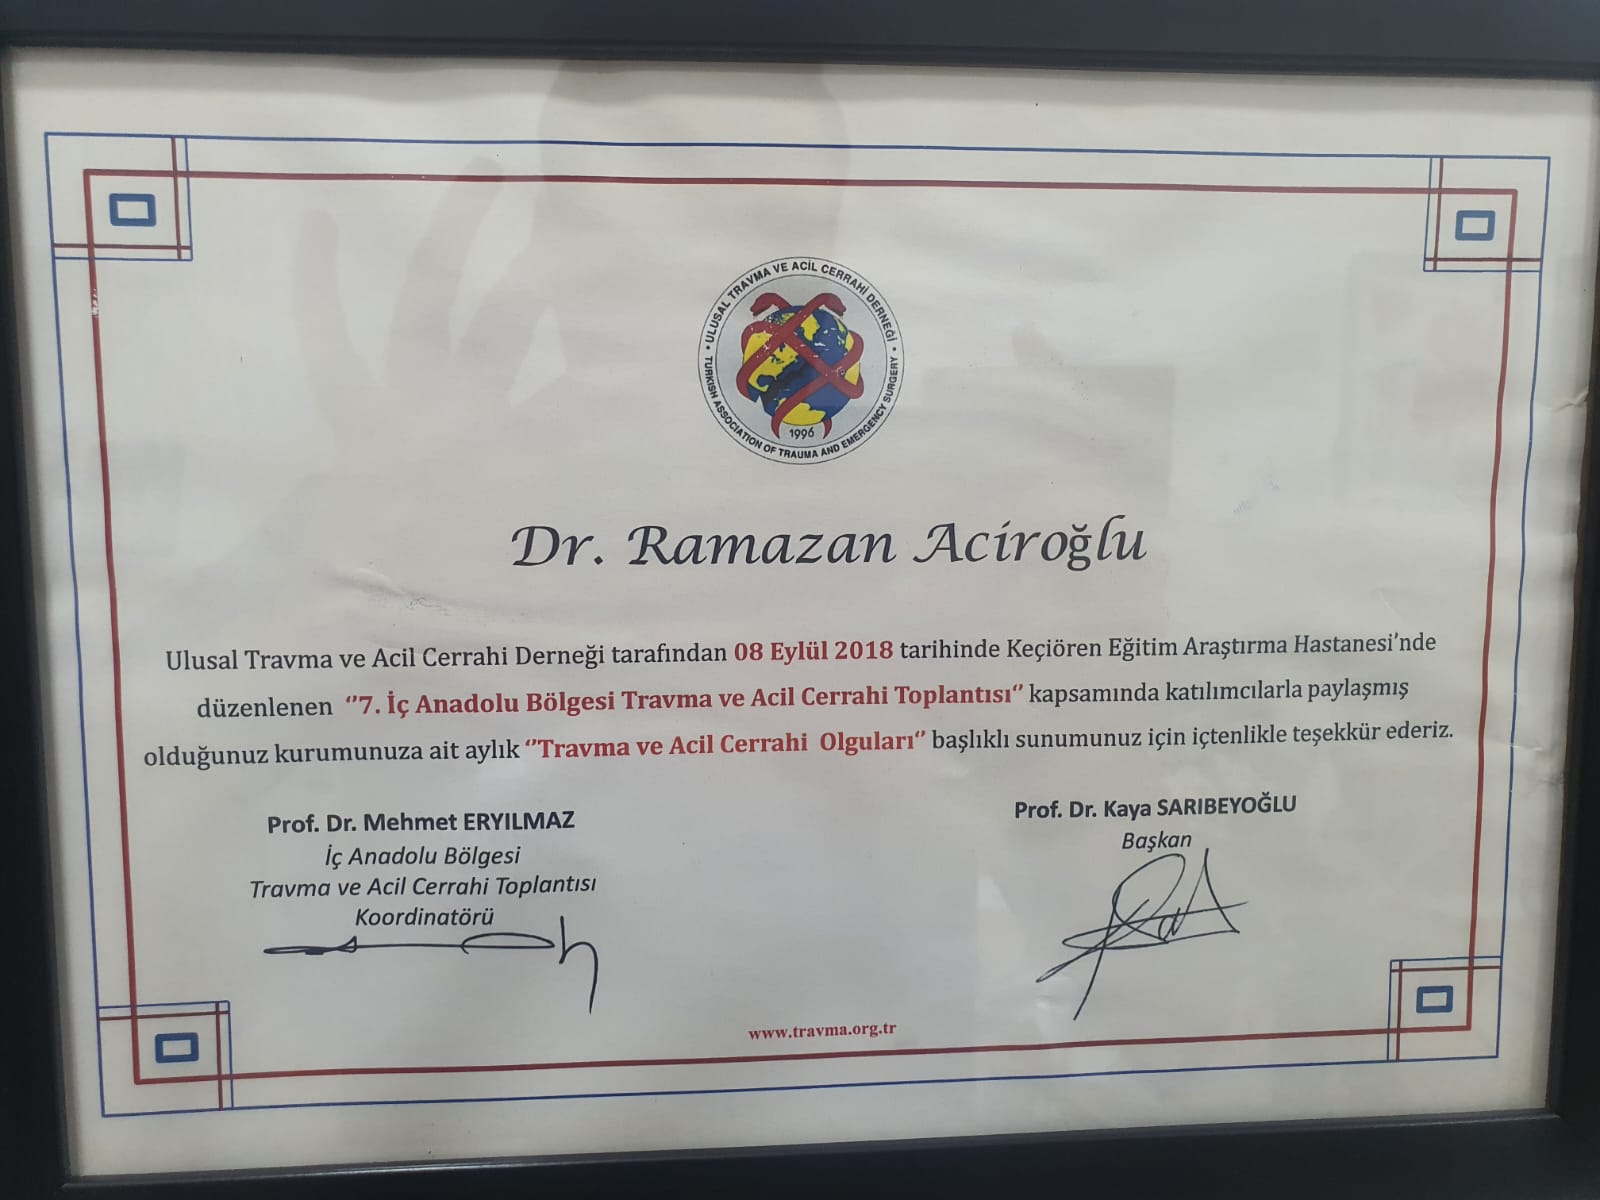 ULUSAL TRAVMA VE ACİL CERRAHİ DERNEĞİ
TURKISH ASSOCIATION OF TRAUMA AND EMERGENCY SURGERY
1996
Dr. Ramazan Aciroğlu
Ulusal Travma ve Acil Cerrahi Derneği tarafından 08 Eylül 2018 tarihinde Keçiören Eğitim Araştırma Hastanesi’nde
düzenlenen ‘’7. İç Anadolu Bölgesi Travma ve Acil Cerrahi Toplantısı‘’ kapsamında katılımcılarla paylaşmış
olduğunuz kurumunuza ait aylık ‘’Travma ve Acil Cerrahi Olguları‘’ başlıklı sunumunuz için içtenlikle teşekkür ederiz.
Prof. Dr. Mehmet ERYILMAZ
İç Anadolu Bölgesi
Travma ve Acil Cerrahi Toplantısı
Koordinatörü
Prof. Dr. Kaya SARIBEYOĞLU
Başkan
www.travma.org.tr